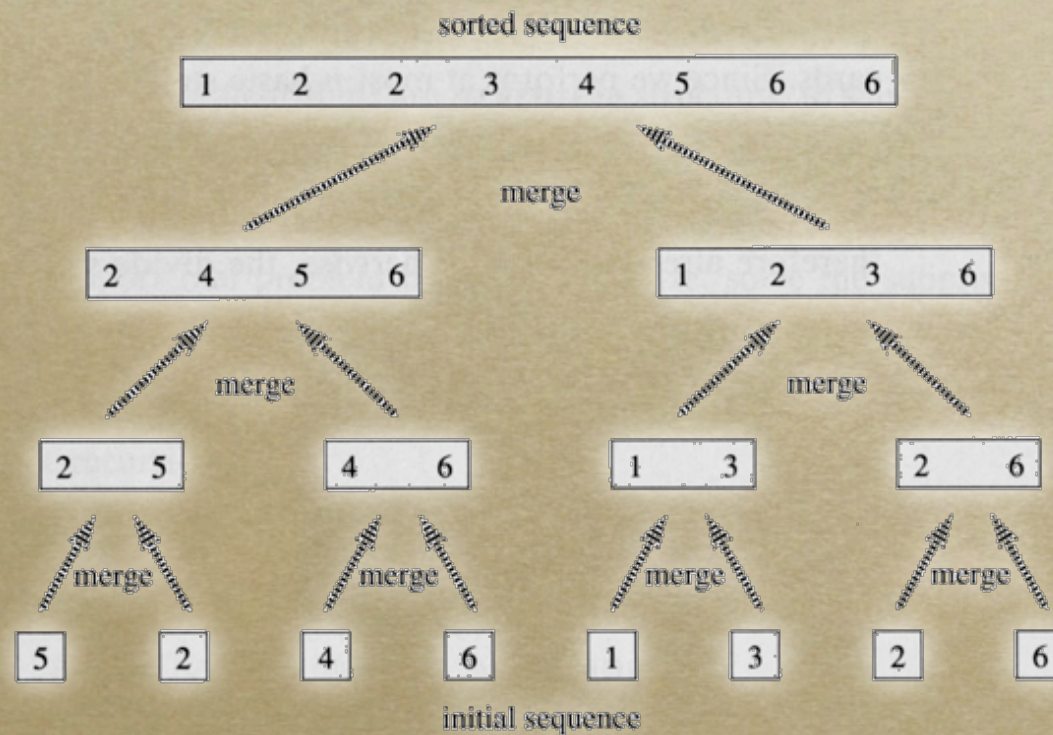 sorted sequence
1 2 2 3 4 5 6 6
merge
2 4 5 6
1 2 3 6
merge
merge
2 5
4 6
1 3
2 6
merge
merge
merge
merge
5
2
4
6
1
3
2
6
initial sequence